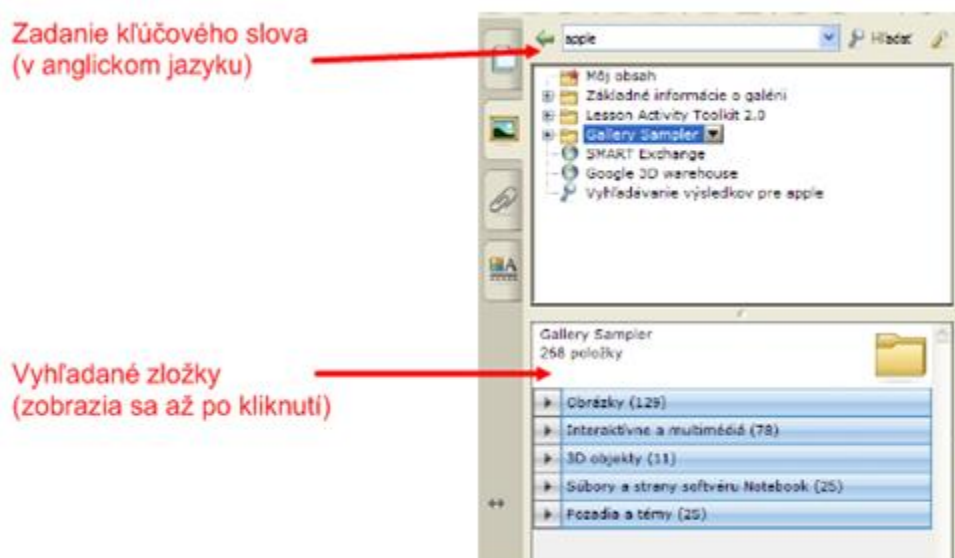 Zadanie kľúčového slova
(v anglickom jazyku)
apple
Hľadať
Môj obsah
Základné informácie o galérii
Lesson Activity Toolkit 2.0
Gallery Sampler
SMART Exchange
Google 3D warehouse
Vyhľadávanie výsledkov pre apple
A
Gallery Sampler
268 položky
Vyhľadané zložky
(zobrazia sa až po kliknutí)
Obrázky (129)
Interaktívne a multimédiá (78)
3D objekty (11)
Súbory a strany softvéru Notebook (25)
Pozadia a témy (25)